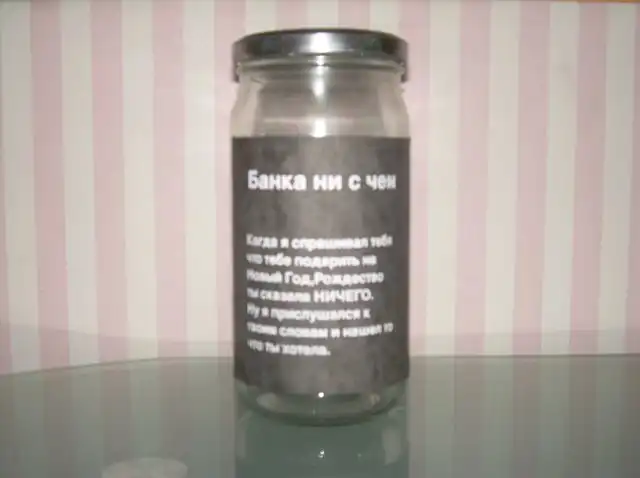 Банка ни с чем
Когда я спрашивал тебя
что тебе подарить на
Новый Год,Рождество
ты сказала НИЧЕГО.
Ну я прислушался к
твоим словам и нашел то
что ты хотела.